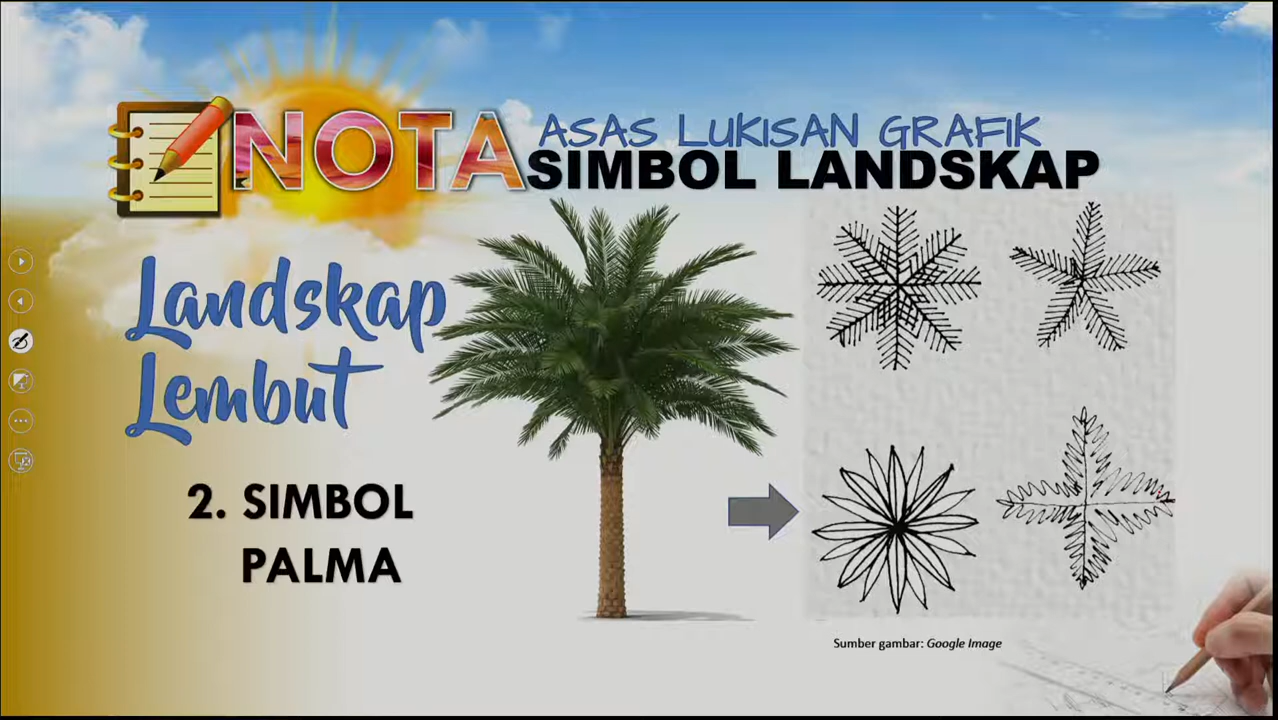 NOTA
ASAS LUKISAN GRAFIK
SIMBOL LANDSKAP
Landskap
Lembut
2. SIMBOL
PALMA
Sumber gambar: Google Image